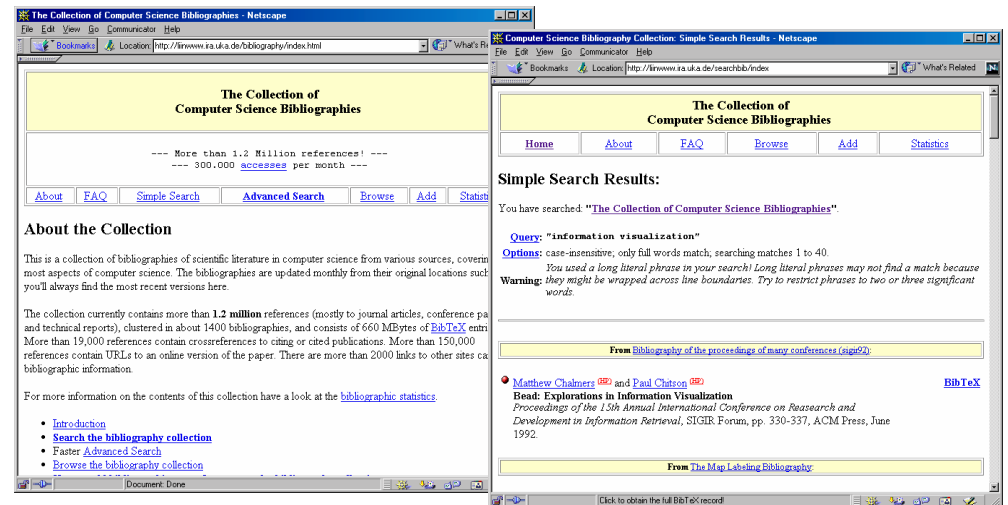 The Collection of Computer Science Bibliographies - Netscape
File Edit View Go Communicator Help
Bookmarks Location: http://liinwww.ira.uka.de/bibliography/index.html What's
The Collection of
Computer Science Bibliographies
--- More than 1.2 Million references! ---
--- 300.000 accesses per month ---
About FAQ Simple Search Advanced Search Browse Add
About the Collection
This is a collection of bibliographies of scientific literature in computer science from various sources,
most aspects of computer science. The bibliographies are updated monthly from their original locations such
you'll always find the most recent versions here.
The collection currently contains more than 1.2 million references (mostly to journal articles, conference
and technical reports), clustered in about 1400 bibliographies, and consists of 660 MBytes of BibTeX
More than 19,000 references contain crossreferences to citing or cited publications. More than 150,000
references contain URLs to an online version of the paper. There are more than 2000 links to other sites
bibliographic information.
For more information on the contents of this collection have a look at the bibliographic statistics.
Introduction
Search the bibliography collection
Faster Advanced Search
Browse the bibliography collection
Document: Done
Computer Science Bibliography Collection: Simple Search Results - Netscape
File Edit View Go Communicator Help
Bookmarks Location: http://liinwww.ira.uka.de/searchbib/index What's Related
The Collection of
Computer Science Bibliographies
Home About FAQ Browse Add Statistics
Simple Search Results:
You have searched: "The Collection of Computer Science Bibliographies".
Query: "information visualization"
Options: case-insensitive; only full words match; searching matches 1 to 40.
Warning: You used a long literal phrase in your search! Long literal phrases may not find a match because
they might be wrapped across line boundaries. Try to restrict phrases to two or three significant
words.
From Bibliography of the proceedings of many conferences (sigir92):
Matthew Chalmers (HP) and Paul Chitson (HP) BibTeX
Bead: Explorations in Information Visualization
Proceedings of the 15th Annual International Conference on Reasearch and
Development in Information Retrieval, SIGIR Forum, pp. 330-337, ACM Press, June
1992.
From The Map Labeling Bibliography:
Click to obtain the full BibTeX record!